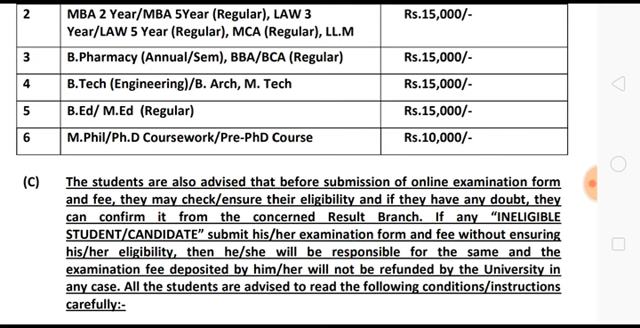 2 MBA 2 Year/MBA 5Year (Regular), LAW 3 Rs.15,000/-
Year/LAW 5 Year (Regular), MCA (Regular), LL.M
3 B.Pharmacy (Annual/Sem), BBA/BCA (Regular) Rs.15,000/-
4 B.Tech (Engineering)/B. Arch, M. Tech Rs.15,000/-
5 B.Ed/ M.Ed (Regular) Rs.15,000/-
6 M.Phil/Ph.D Coursework/Pre-PhD Course Rs.10,000/-
(C) The students are also advised that before submission of online examination form
and fee, they may check/ensure their eligibility and if they have any doubt, they
can confirm it from the concerned Result Branch. If any “INELIGIBLE
STUDENT/CANDIDATE” submit his/her examination form and fee without ensuring
his/her eligibility, then he/she will be responsible for the same and the
examination fee deposited by him/her will not be refunded by the University in
any case. All the students are advised to read the following conditions/instructions
carefully:-